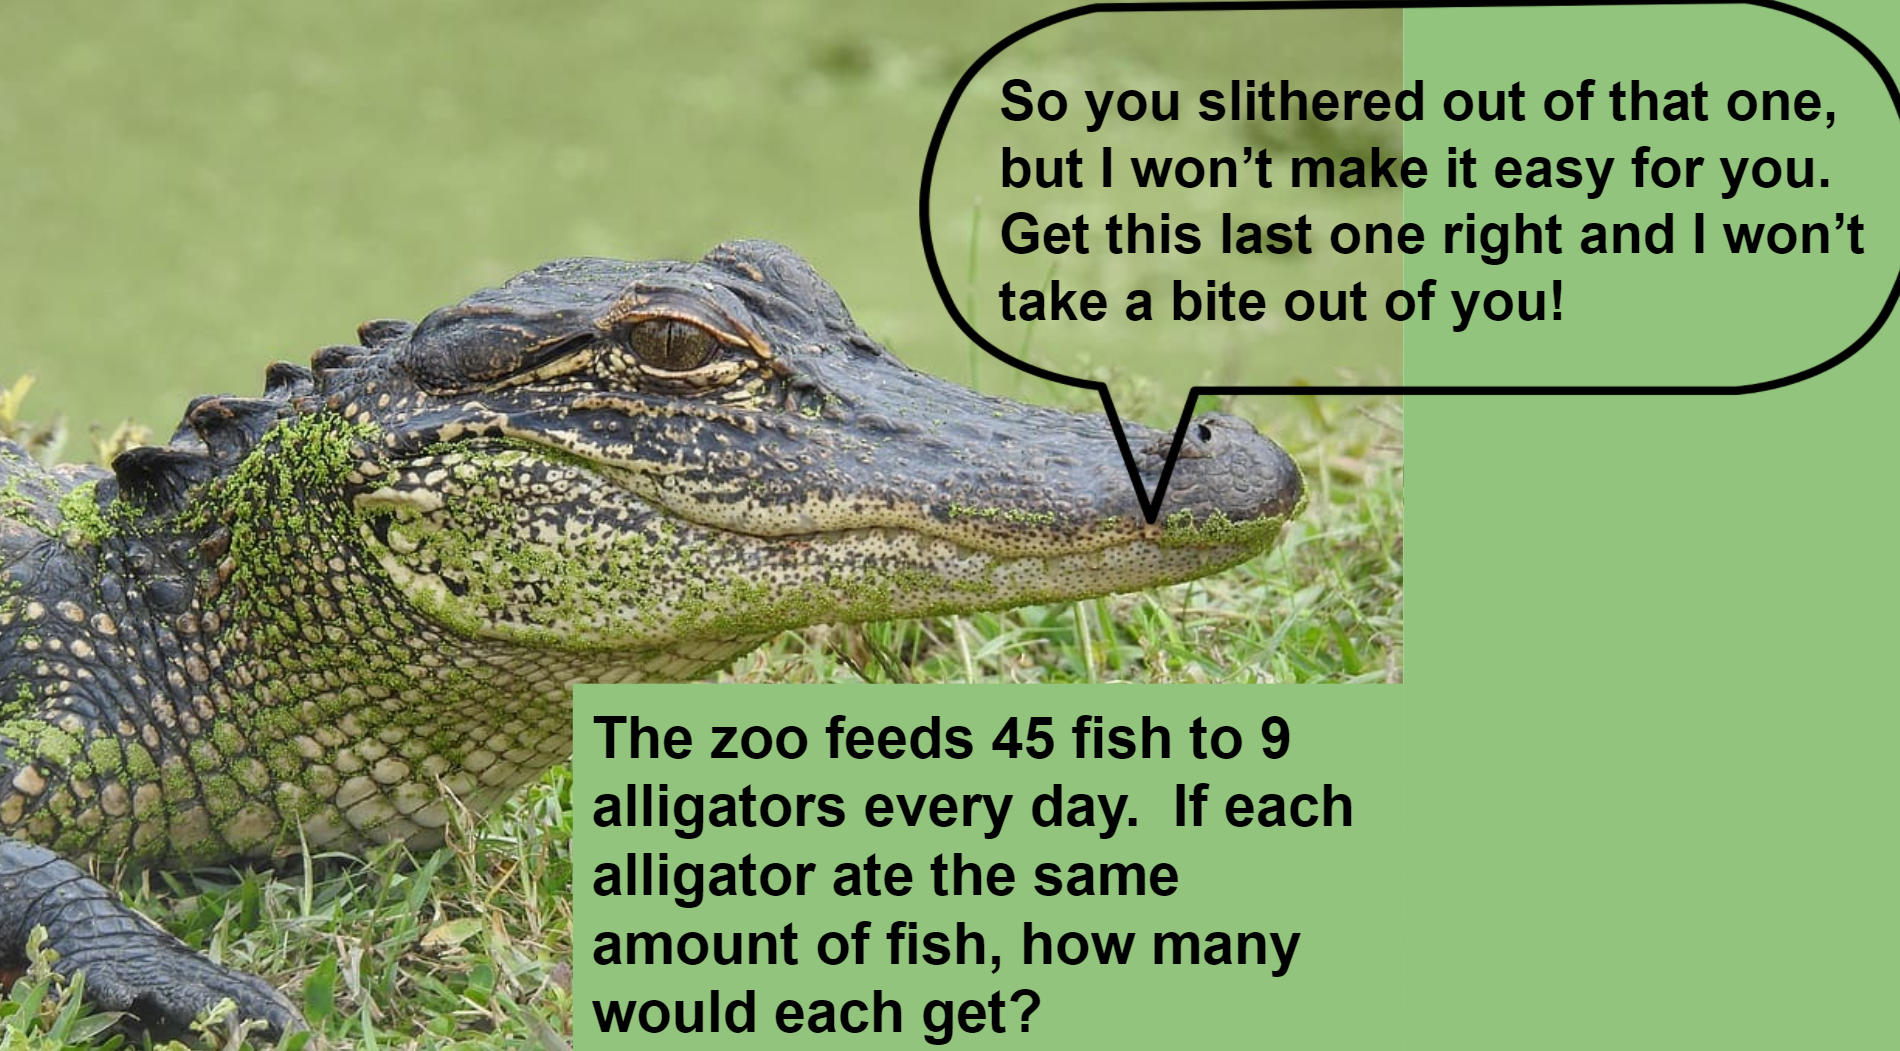 So you slithered out of that one,
but I won’t make it easy for you.
Get this last one right and I won’t
take a bite out of you!
The zoo feeds 45 fish to 9
alligators every day.  If each
alligator ate the same
amount of fish, how many
would each get?